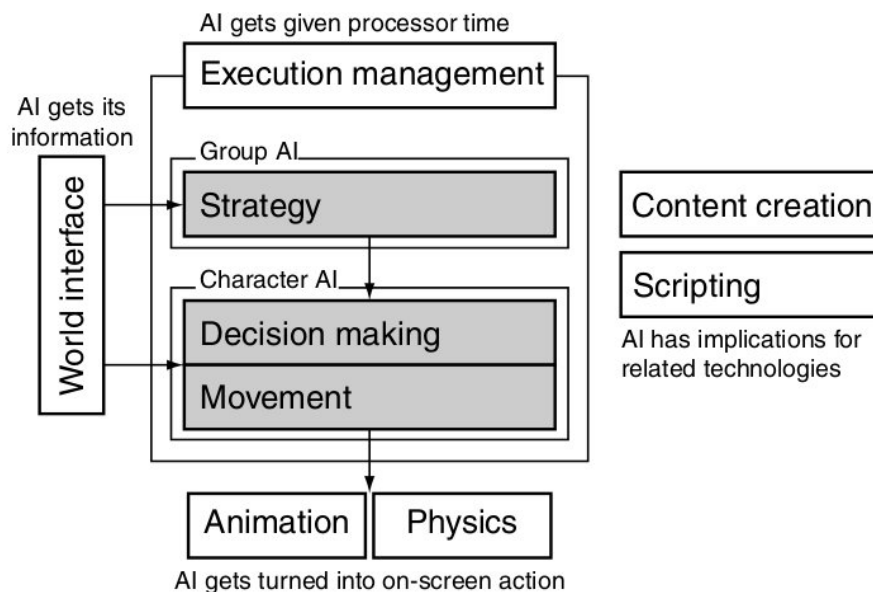 AI gets given processor time
Execution management
AI gets its
information
World interface
Group AI
Strategy
Character AI
Decision making
Movement
Animation
Physics
AI gets turned into on-screen action
Content creation
Scripting
AI has implications for
related technologies